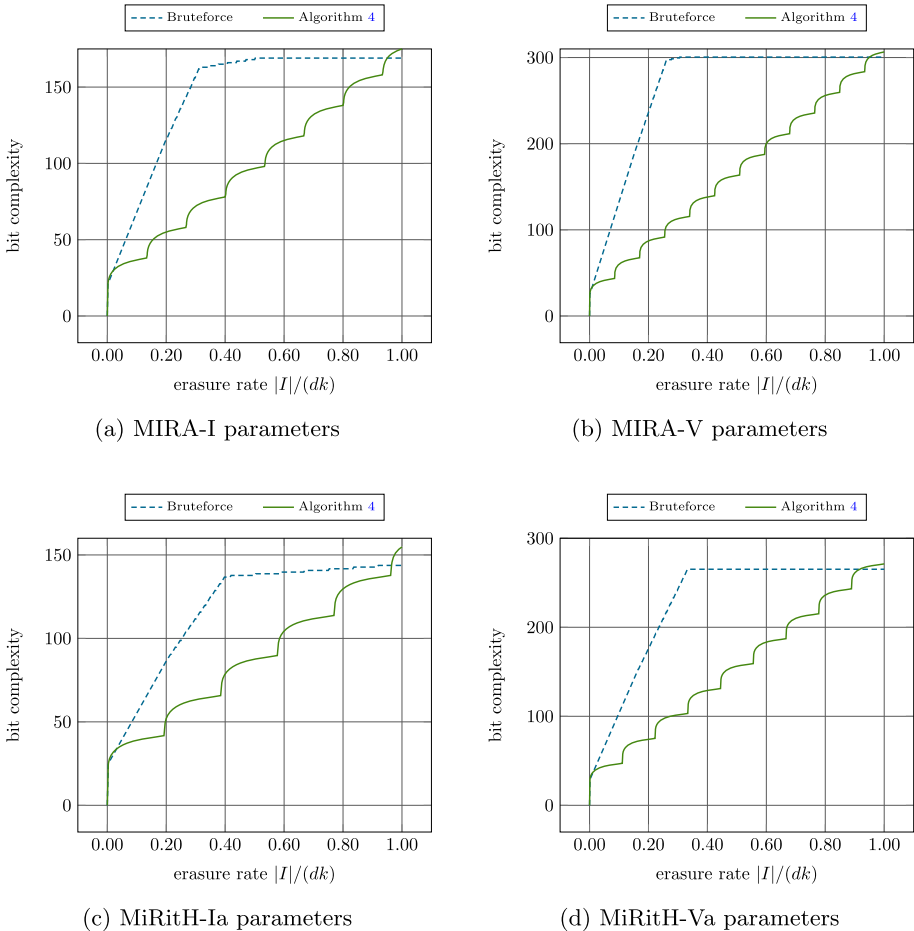 Bruteforce Algorithm 4
150
100
50
0
bit complexity
0.00 0.20 0.40 0.60 0.80 1.00
erasure rate |I|/(dk)
(a) MIRA-I parameters
Bruteforce Algorithm 4
300
200
100
0
bit complexity
0.00 0.20 0.40 0.60 0.80 1.00
erasure rate |I|/(dk)
(b) MIRA-V parameters
Bruteforce Algorithm 4
150
100
50
0
bit complexity
0.00 0.20 0.40 0.60 0.80 1.00
erasure rate |I|/(dk)
(c) MiRitH-Ia parameters
Bruteforce Algorithm 4
300
200
100
0
bit complexity
0.00 0.20 0.40 0.60 0.80 1.00
erasure rate |I|/(dk)
(d) MiRitH-Va parameters